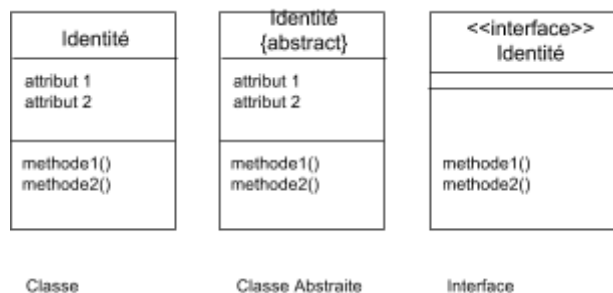 Identité
attribut 1
attribut 2
methode1()
methode2()
Classe
Identité
{abstract}
attribut 1
attribut 2
methode1()
methode2()
Classe Abstraite
<<interface>>
Identité
methode1()
methode2()
Interface